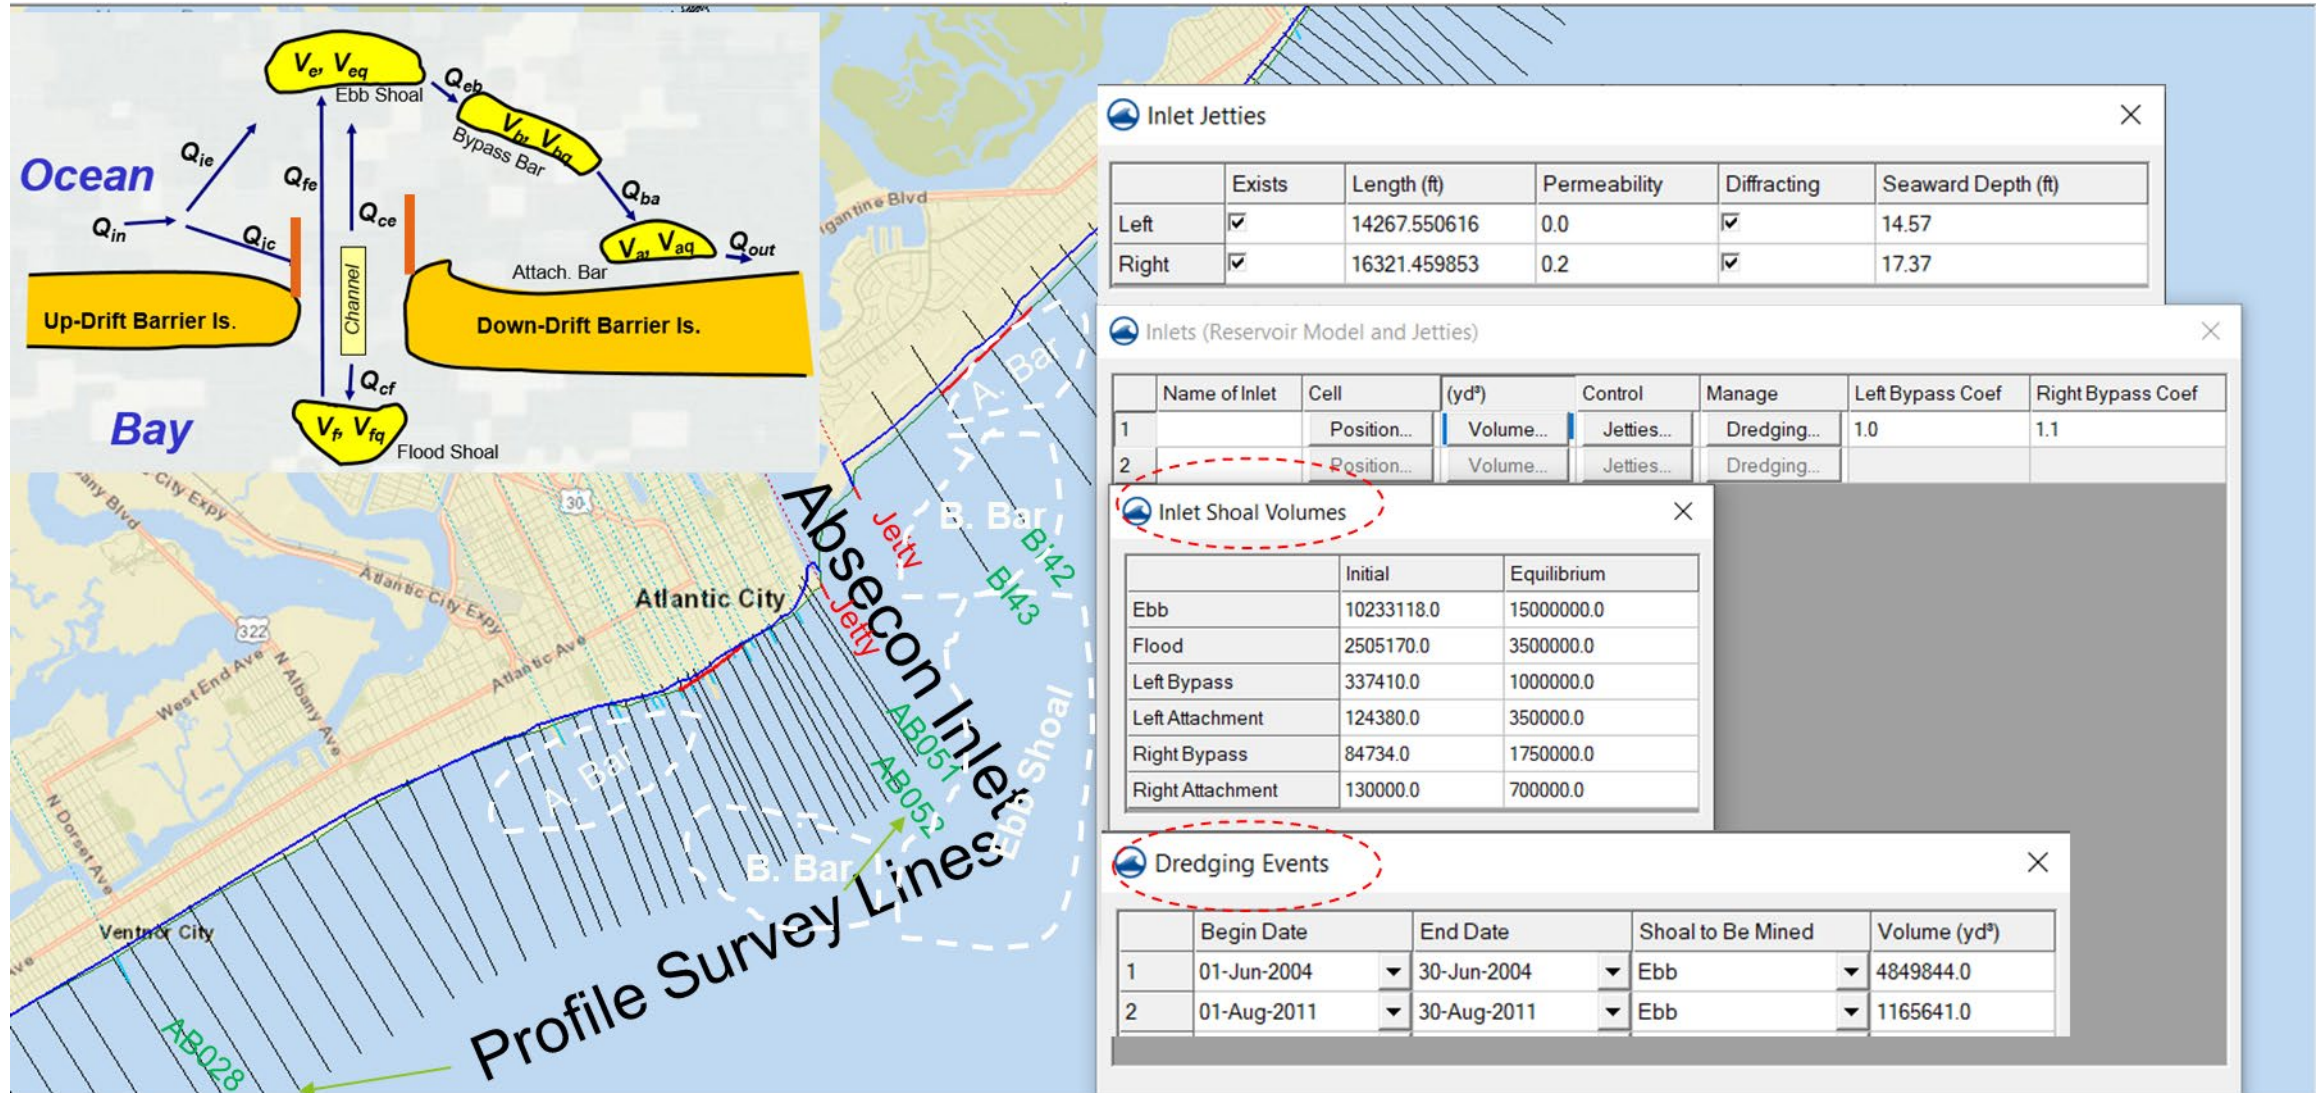 Ve, Veq
Ebb Shoal
Qeb
Vb, Vbq
Bypass Bar
Qie
Ocean
Qfe
Qba
Qce
Qin
Qic
Va, Vaq
Qout
Attach. Bar
Channel
Up-Drift Barrier Is.
Down-Drift Barrier Is.
Qcf
Bay
Vf, Vfq
Flood Shoal
gantine Blvd
any Blvd
City Expy
30
Atlantic City Expy
322
West End Ave
N Albany Ave
Atlantic Ave
N Dorset Ave
Atlantic City
Ventnor City
Absecon Inlet
Jetty
Jetty
A. Bar
B. Bar
BI42
BI43
Ebb Shoal
AB051
AB052
A. Bar
B. Bar
Profile Survey Lines
AB028
Inlet Jetties
Exists Length (ft) Permeability Diffracting Seaward Depth (ft)
Left 14267.550616 0.0 14.57
Right 16321.459853 0.2 17.37
Inlets (Reservoir Model and Jetties)
Name of Inlet Cell (yd³) Control Manage Left Bypass Coef Right Bypass Coef
1 Position... Volume... Jetties... Dredging... 1.0 1.1
2 Position... Volume... Jetties... Dredging...
Inlet Shoal Volumes
Initial Equilibrium
Ebb 10233118.0 15000000.0
Flood 2505170.0 3500000.0
Left Bypass 337410.0 1000000.0
Left Attachment 124380.0 350000.0
Right Bypass 84734.0 1750000.0
Right Attachment 130000.0 700000.0
Dredging Events
Begin Date End Date Shoal to Be Mined Volume (yd³)
1 01-Jun-2004 30-Jun-2004 Ebb 4849844.0
2 01-Aug-2011 30-Aug-2011 Ebb 1165641.0